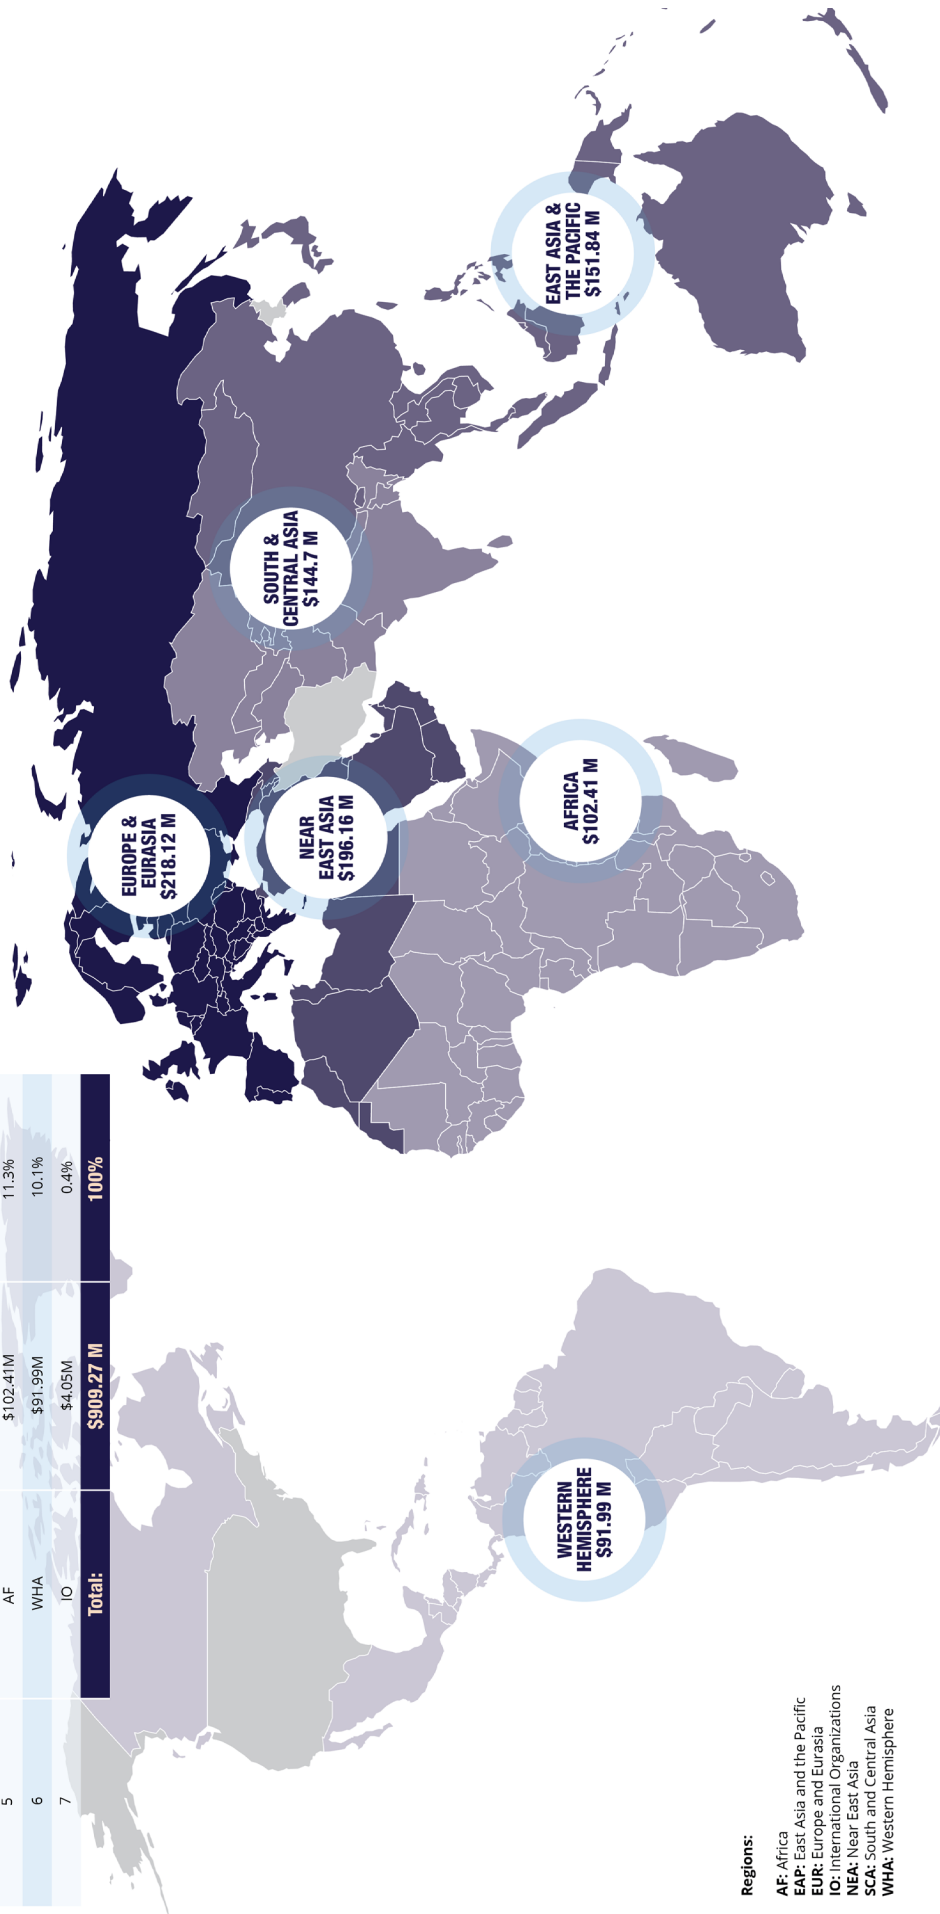 5 AF $102.41M 11.3%
6 WHA $91.99M 10.1%
7 IO $4.05M 0.4%
Total: $909.27 M 100%
EUROPE &
EURASIA
$218.12 M
NEAR
EAST ASIA
$196.16 M
SOUTH &
CENTRAL ASIA
$144.7 M
EAST ASIA &
THE PACIFIC
$151.84 M
AFRICA
$102.41 M
WESTERN
HEMISPHERE
$91.99 M
Regions:
AF: Africa
EAP: East Asia and the Pacific
EUR: Europe and Eurasia
IO: International Organizations
NEA: Near East Asia
SCA: South and Central Asia
WHA: Western Hemisphere